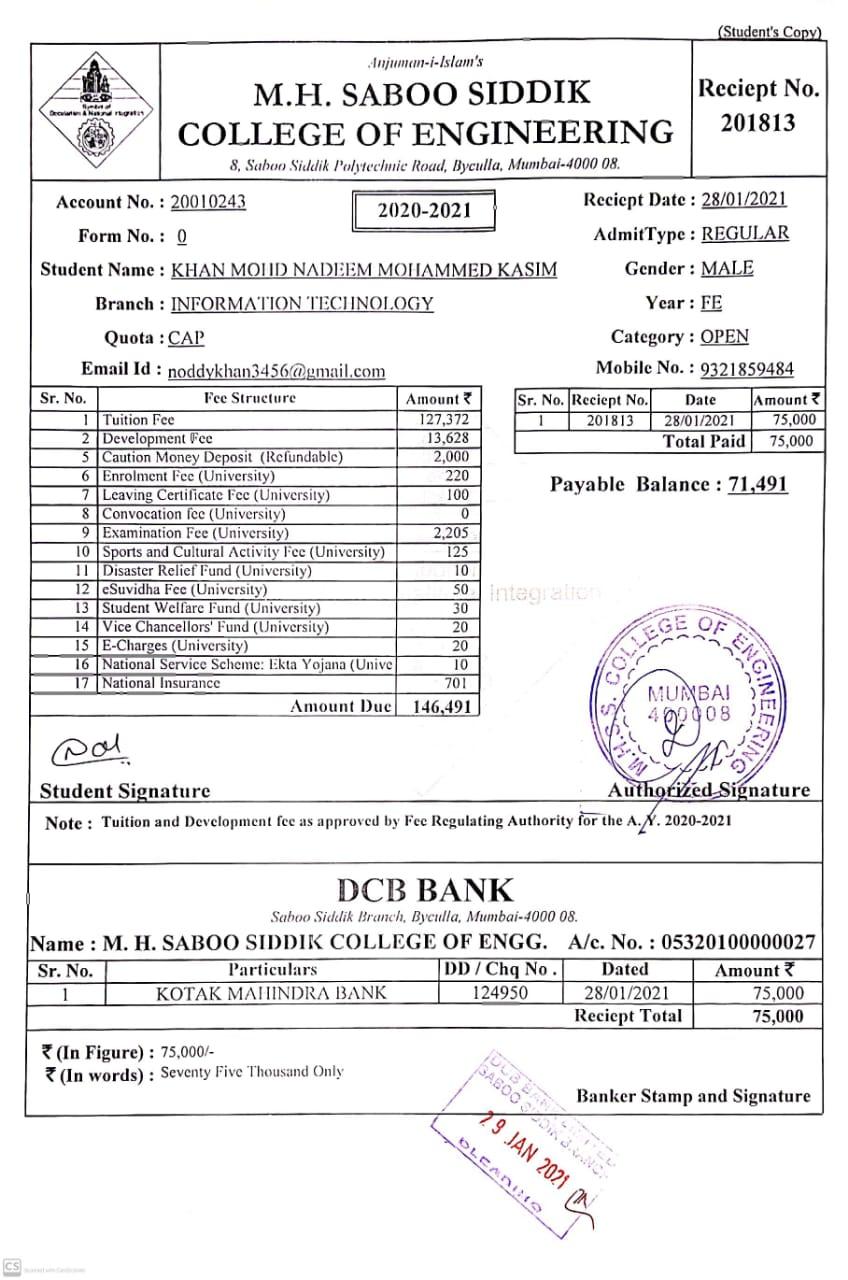 (Student's Copy)
Anjuman-i-Islam's
M.H. SABOO SIDDIK
COLLEGE OF ENGINEERING
8, Saboo Siddik Polytechnic Road, Byculla, Mumbai-4000 08.
Symbol of
Secularism & National Integration
Reciept No.
201813
Account No. : 20010243
2020-2021
Reciept Date : 28/01/2021
Form No. : 0
AdmitType : REGULAR
Student Name : KHAN MOHD NADEEM MOHAMMED KASIM
Gender : MALE
Branch : INFORMATION TECHNOLOGY
Year : FE
Quota : CAP
Category : OPEN
Email Id : noddykhan3456@gmail.com
Mobile No. : 9321859484
Sr. No. Fee Structure Amount ₹
1 Tuition Fee 127,372
2 Development Fee 13,628
5 Caution Money Deposit (Refundable) 2,000
6 Enrolment Fee (University) 220
7 Leaving Certificate Fee (University) 100
8 Convocation fee (University) 0
9 Examination Fee (University) 2,205
10 Sports and Cultural Activity Fee (University) 125
11 Disaster Relief Fund (University) 10
12 eSuvidha Fee (University) 50
13 Student Welfare Fund (University) 30
14 Vice Chancellors' Fund (University) 20
15 E-Charges (University) 20
16 National Service Scheme: Ekta Yojana (Unive 10
17 National Insurance 701
Amount Due 146,491
Sr. No. Reciept No. Date Amount ₹
1 201813 28/01/2021 75,000
Total Paid 75,000
Payable Balance : 71,491
Integration
M.H.S.S. COLLEGE OF ENGINEERING
MUMBAI
400008
Student Signature
Authorized Signature
Note : Tuition and Development fee as approved by Fee Regulating Authority for the A.Y. 2020-2021
DCB BANK
Saboo Siddik Branch, Byculla, Mumbai-4000 08.
Name : M. H. SABOO SIDDIK COLLEGE OF ENGG. A/c. No. : 05320100000027
Sr. No. Particulars DD / Chq No . Dated Amount ₹
1 KOTAK MAHINDRA BANK 124950 28/01/2021 75,000
Reciept Total 75,000
₹ (In Figure) : 75,000/-
₹ (In words) : Seventy Five Thousand Only
Banker Stamp and Signature
DCB BANK LIMITED
SABOO SIDDIK BRANCH
29 JAN 2021
CLEARING
CS Scanned with CamScanner